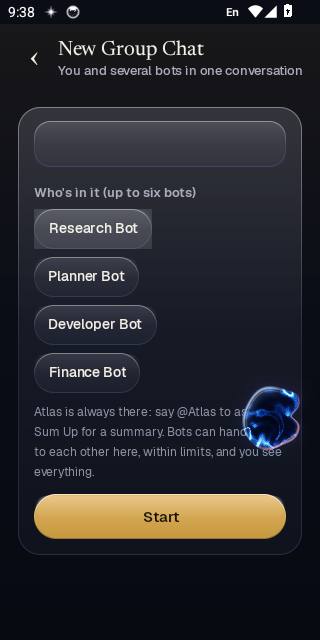 9:38
En
New Group Chat
You and several bots in one conversation
Who's in it (up to six bots)
Research Bot
Planner Bot
Developer Bot
Finance Bot
Atlas is always there: say @Atlas to
Sum Up for a summary. Bots can
to each other here, within limits, and you see
everything.
Start